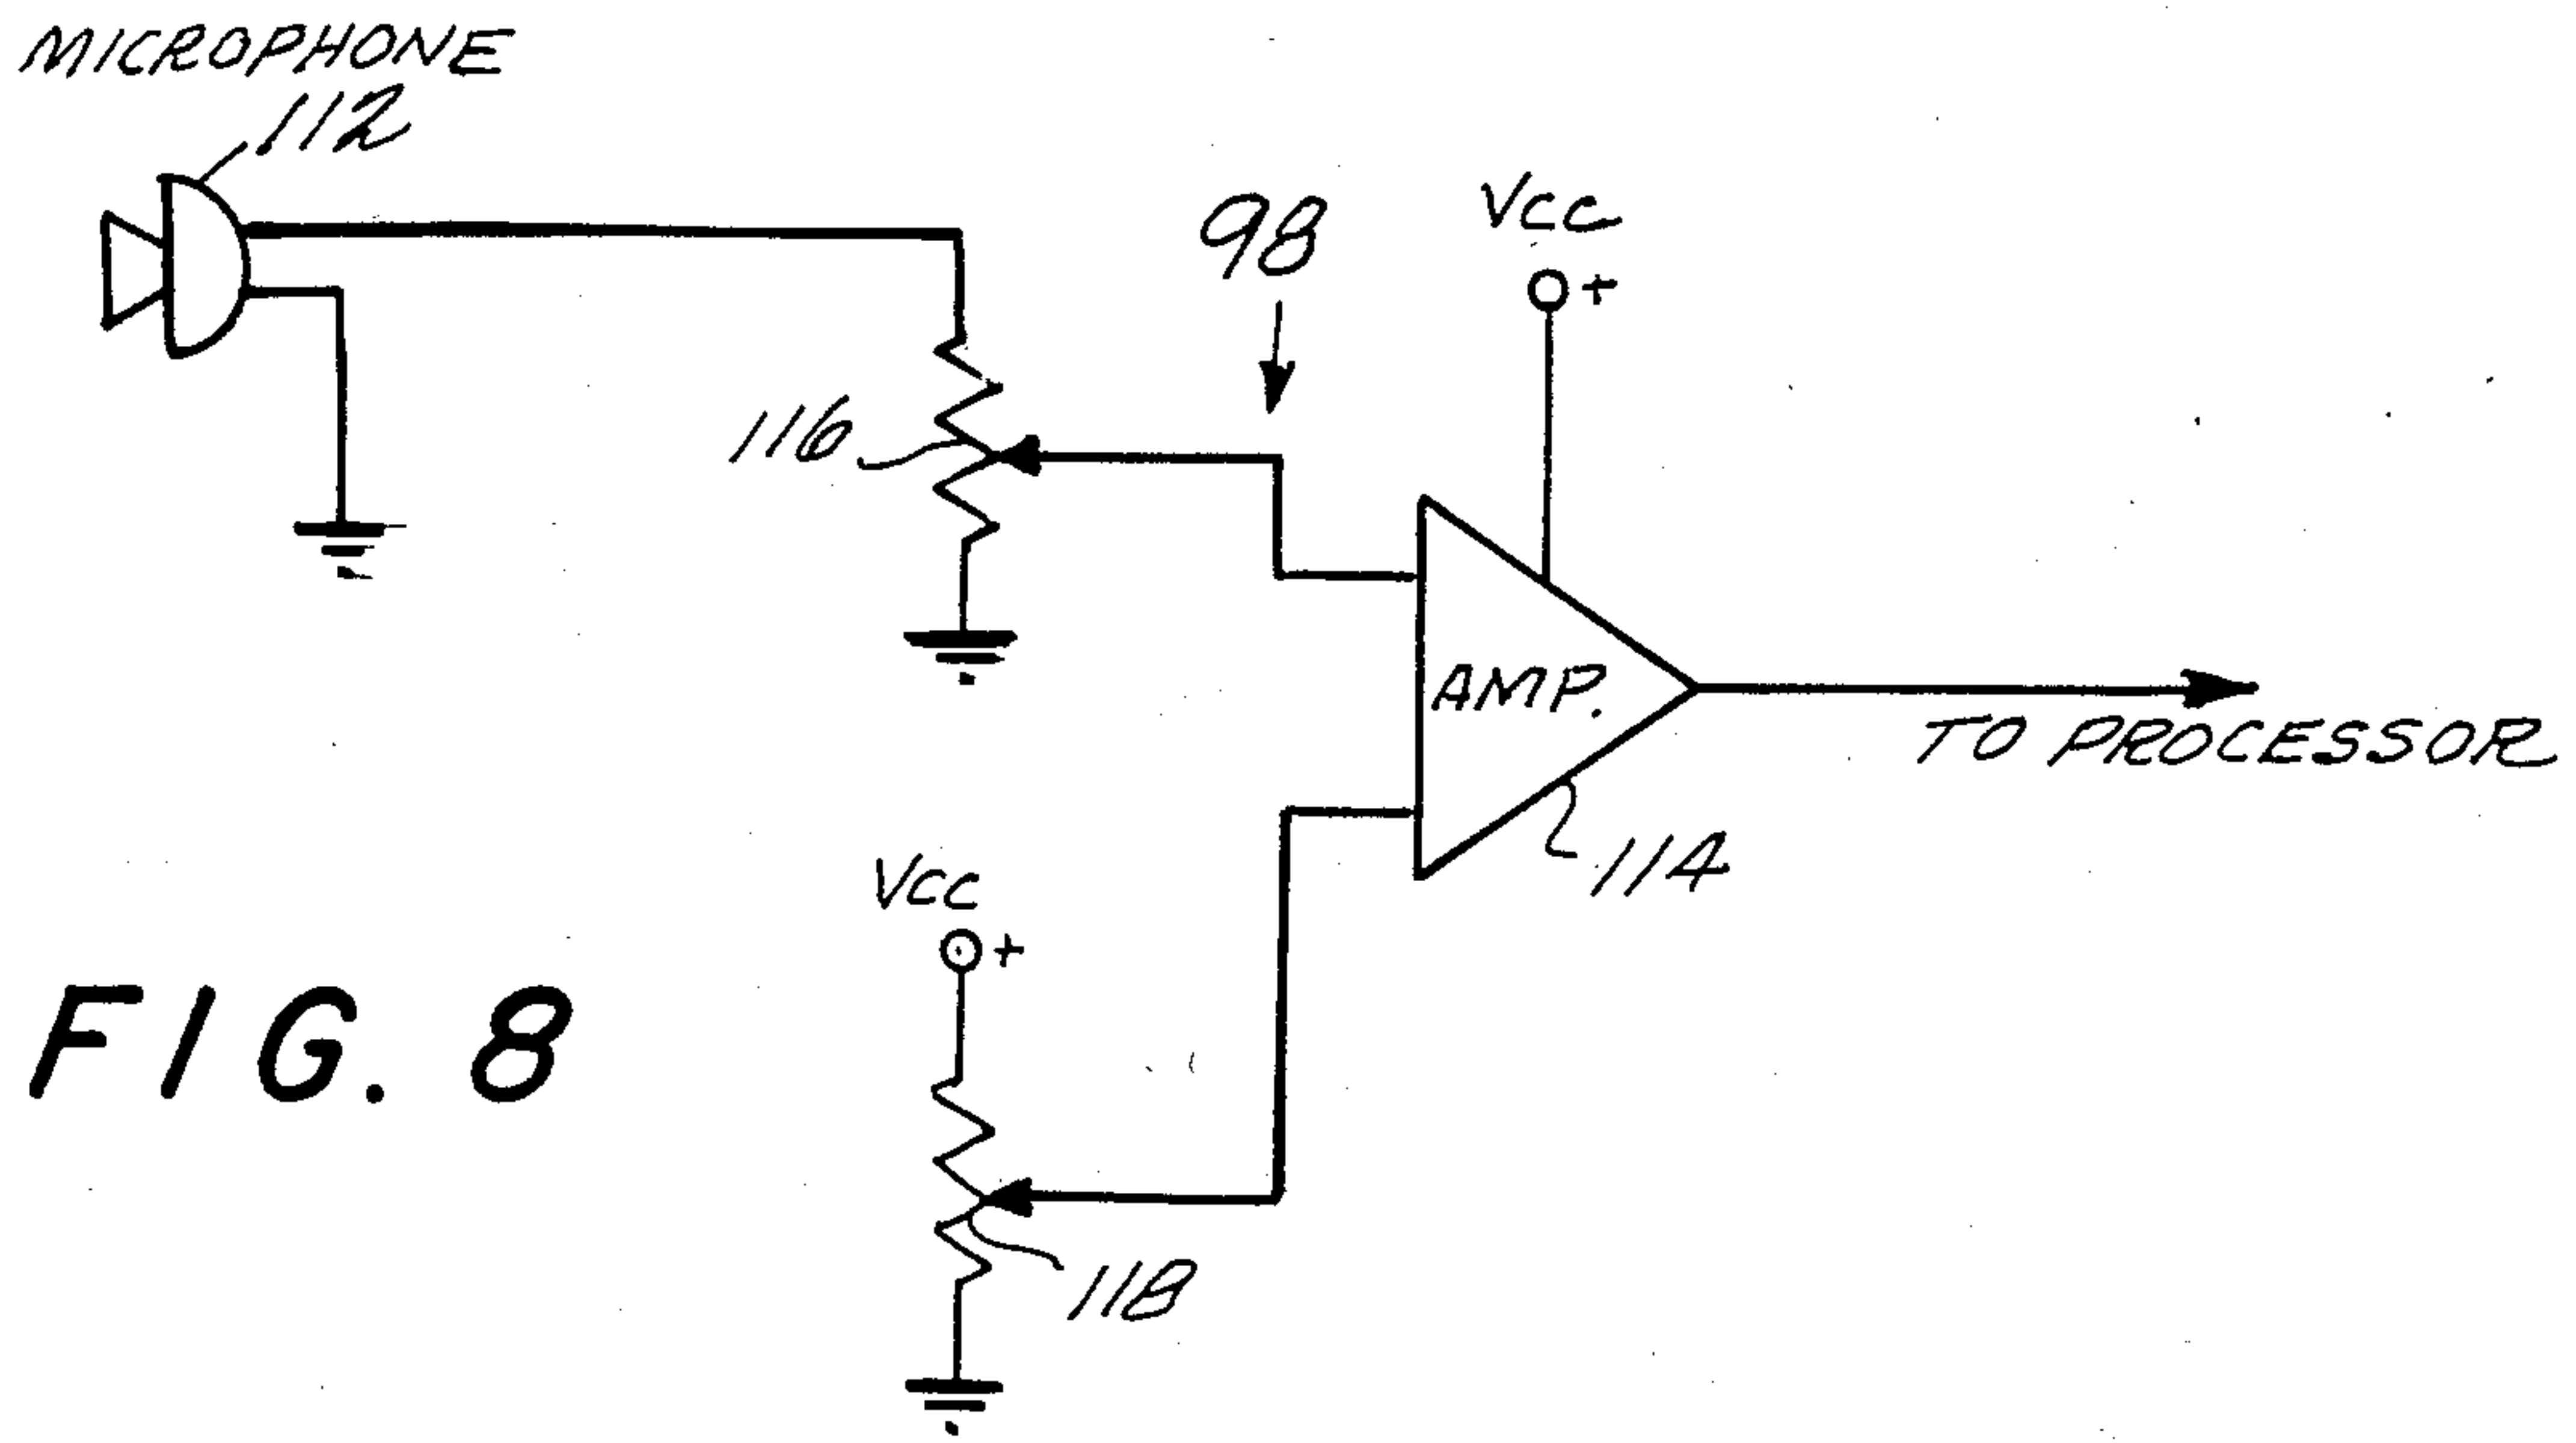 MICROPHONE
112
98
VCC
+
116
AMP.
TO PROCESSOR
114
VCC
+
FIG. 8
118